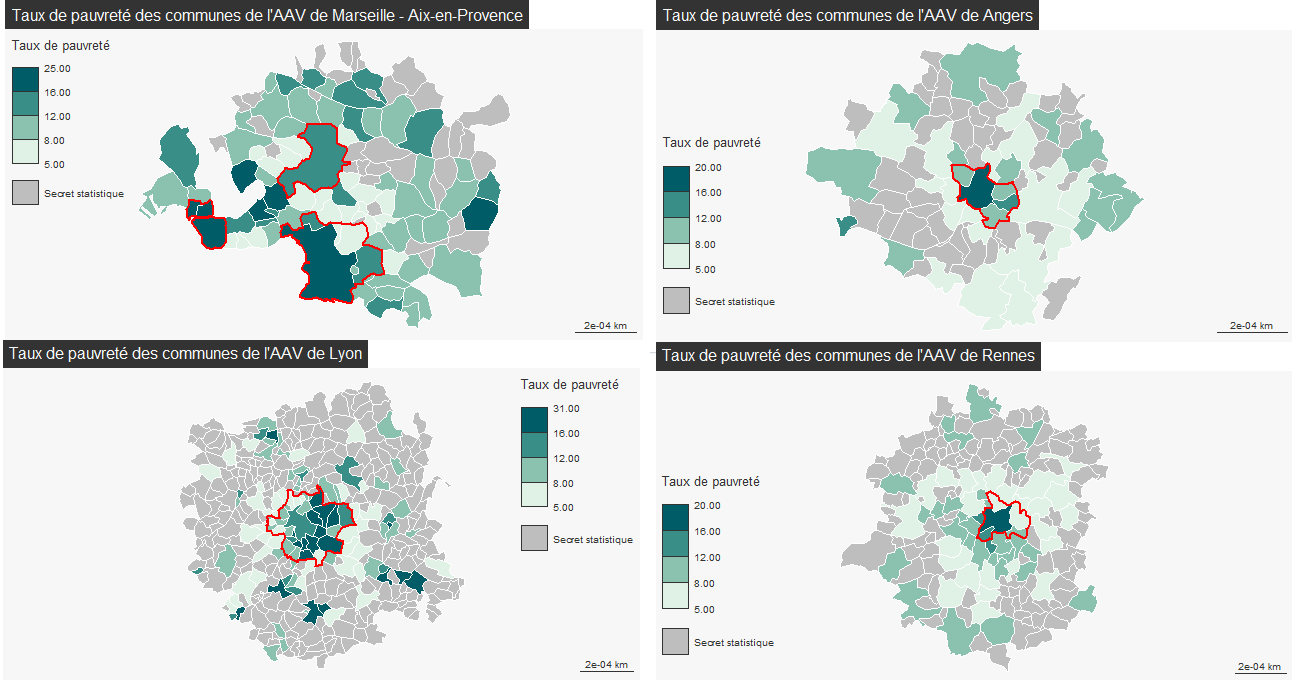 Taux de pauvreté des communes de l'AAV de Marseille - Aix-en-Provence
Taux de pauvreté
25.00
16.00
12.00
8.00
5.00
Secret statistique
2e-04 km
Taux de pauvreté des communes de l'AAV de Angers
Taux de pauvreté
20.00
16.00
12.00
8.00
5.00
Secret statistique
2e-04 km
Taux de pauvreté des communes de l'AAV de Lyon
Taux de pauvreté
31.00
16.00
12.00
8.00
5.00
Secret statistique
2e-04 km
Taux de pauvreté des communes de l'AAV de Rennes
Taux de pauvreté
20.00
16.00
12.00
8.00
5.00
Secret statistique
2e-04 km